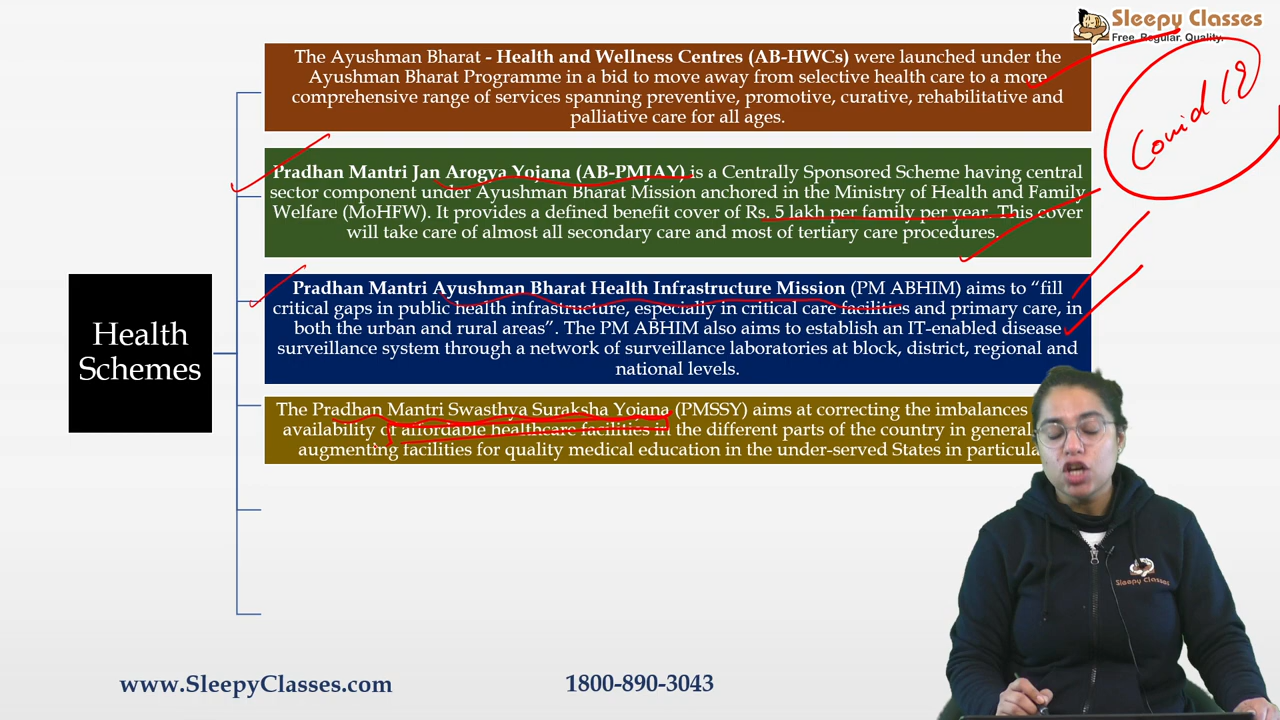 Sleepy Classes
Free. Regular. Quality.
The Ayushman Bharat - Health and Wellness Centres (AB-HWCs) were launched under the
Ayushman Bharat Programme in a bid to move away from selective health care to a more
comprehensive range of services spanning preventive, promotive, curative, rehabilitative and
palliative care for all ages.
Covid 19
Pradhan Mantri Jan Arogya Yojana (AB-PMJAY) is a Centrally Sponsored Scheme having central
sector component under Ayushman Bharat Mission anchored in the Ministry of Health and Family
Welfare (MoHFW). It provides a defined benefit cover of Rs. 5 lakh per family per year. This cover
will take care of almost all secondary care and most of tertiary care procedures.
Health
Schemes
Pradhan Mantri Ayushman Bharat Health Infrastructure Mission (PM ABHIM) aims to “fill
critical gaps in public health infrastructure, especially in critical care facilities and primary care, in
both the urban and rural areas”. The PM ABHIM also aims to establish an IT-enabled disease
surveillance system through a network of surveillance laboratories at block, district, regional and
national levels.
The Pradhan Mantri Swasthya Suraksha Yojana (PMSSY) aims at correcting the imbalances
availability of affordable healthcare facilities in the different parts of the country in general,
augmenting facilities for quality medical education in the under-served States in
Sleepy Classes
www.SleepyClasses.com
1800-890-3043